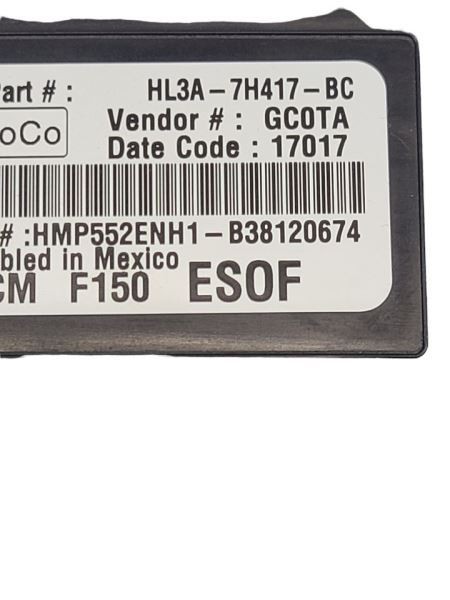 Part # : HL3A-7H417-BC
oCo Vendor # : GC0TA
Date Code : 17017
# :HMP552ENH1-B38120674
bled in Mexico
CM F150 ESOF